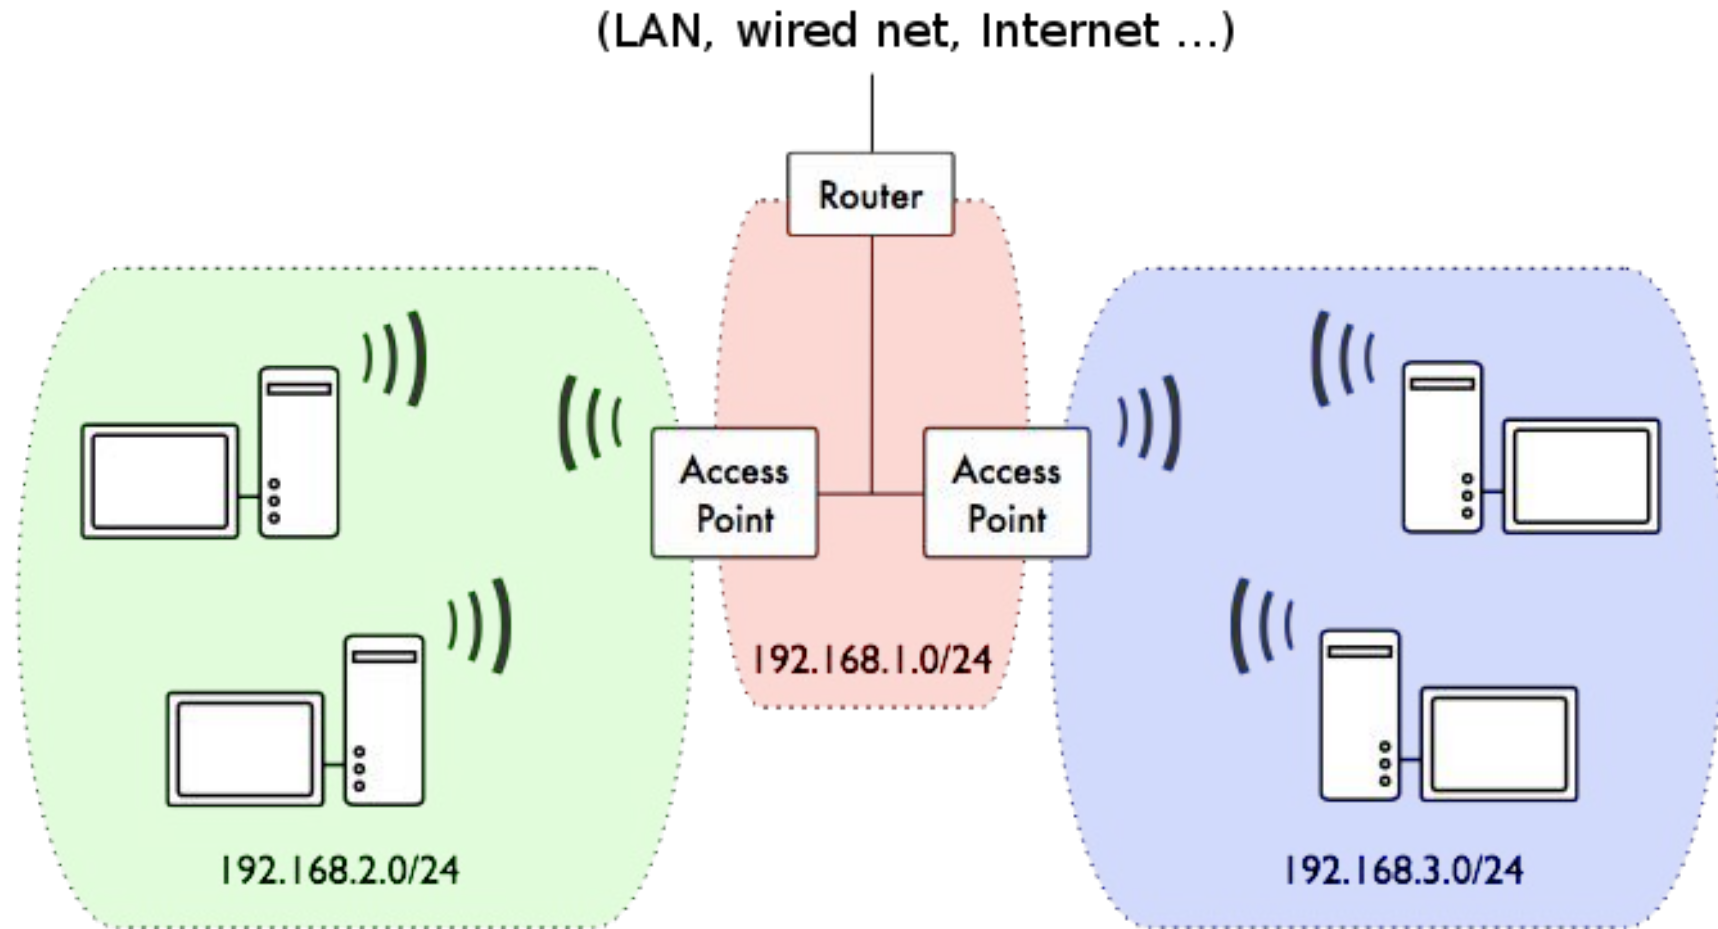 (LAN, wired net, Internet ...)
Router
Access
Point
Access
Point
192.168.1.0/24
192.168.2.0/24
192.168.3.0/24